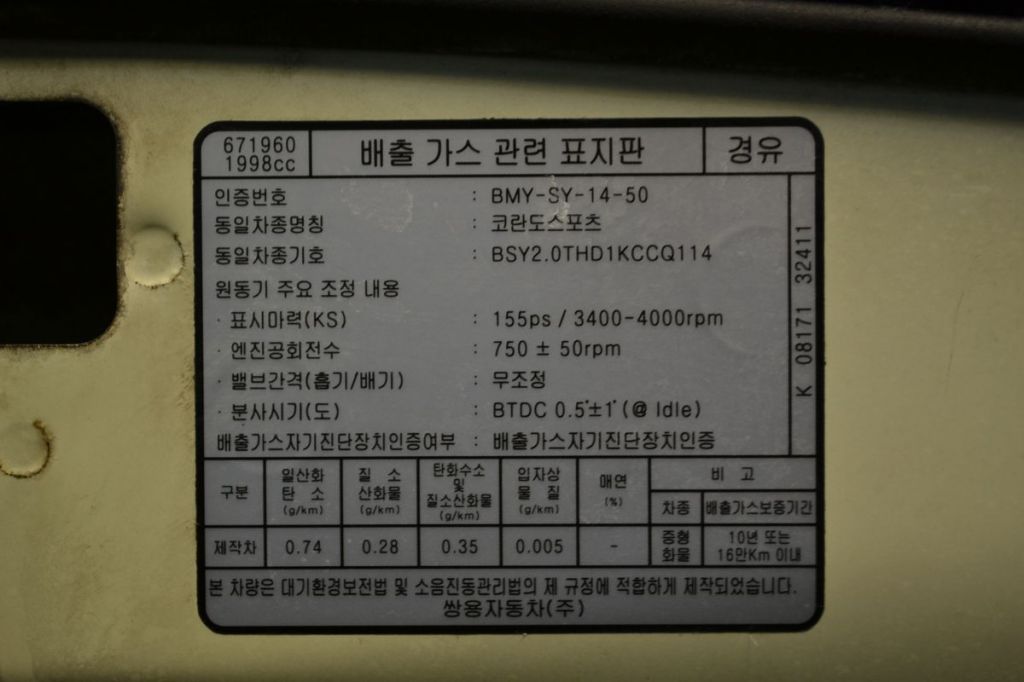 671960
1998cc
배출 가스 관련 표지판
경유
인증번호 : BMY-SY-14-50
동일차종명칭 : 코란도스포츠
동일차종기호 : BSY2.0THD1KCCQ114
원동기 주요 조정 내용
· 표시마력(KS) : 155ps / 3400-4000rpm
· 엔진공회전수 : 750 ± 50rpm
· 밸브간격(흡기/배기) : 무조정
· 분사시기(도) : BTDC 0.5°±1° (@ Idle)
배출가스자기진단장치인증여부 : 배출가스자기진단장치인증
K 08171 32411
구분
일산화
탄 소
(g/km)
질 소
산화물
(g/km)
탄화수소
및
질소산화물
(g/km)
입자상
물 질
(g/km)
매연
(%)
비 고
차종
배출가스보증기간
제작차 0.74 0.28 0.35 0.005 -
중형
화물
10년 또는
16만Km 이내
본 차량은 대기환경보전법 및 소음진동관리법의 제 규정에 적합하게 제작되었습니다.
쌍용자동차(주)